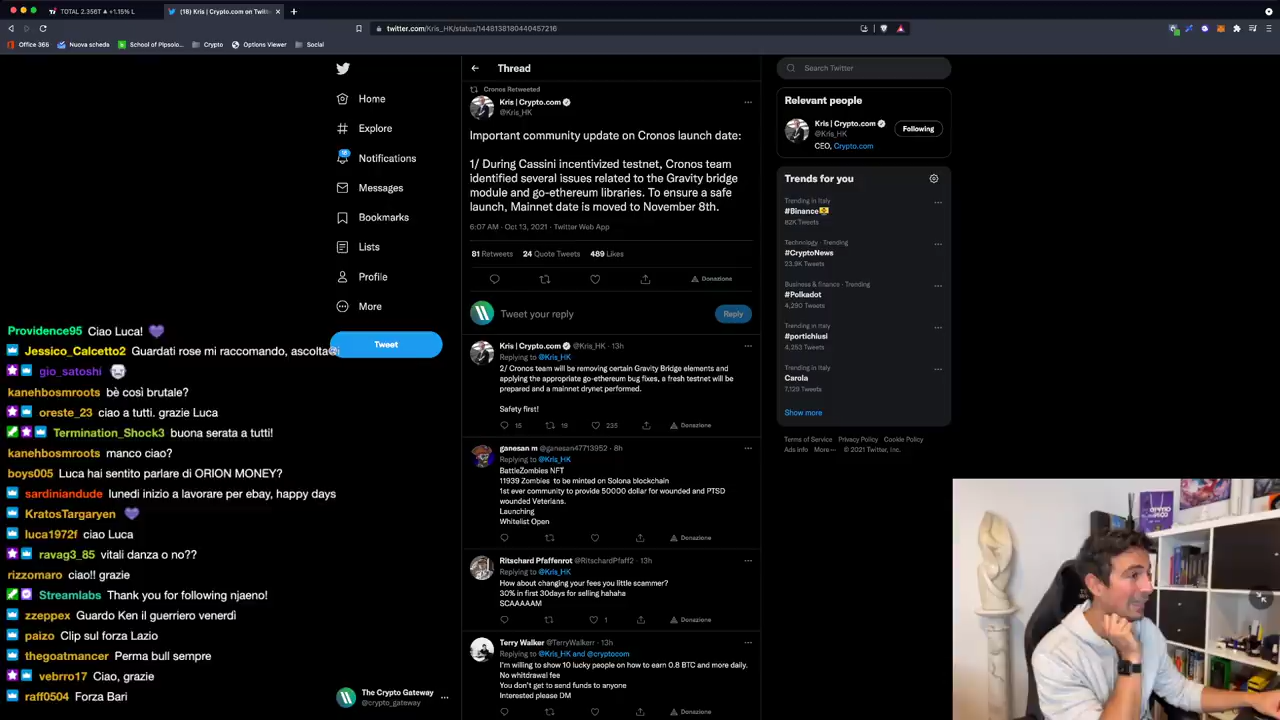 TOTAL 2.356T ▲ +1.15% L
(18) Kris | Crypto.com on Twitt
twitter.com/Kris_HK/status/1448138180440457216
Office 365
Nuova scheda
School of Plpsoio...
Crypto
Options Viewer
Social
Home
Explore
18
Notifications
Messages
Bookmarks
Lists
Profile
More
Tweet
Thread
Cronos Retweeted
Kris | Crypto.com
@Kris_HK
Important community update on Cronos launch date:
1/ During Cassini incentivized testnet, Cronos team
identified several issues related to the Gravity bridge
module and go-ethereum libraries. To ensure a safe
launch, Mainnet date is moved to November 8th.
6:07 AM · Oct 13, 2021 · Twitter Web App
81 Retweets 24 Quote Tweets 489 Likes
Donazione
Tweet your reply
Reply
Kris | Crypto.com @Kris_HK · 13h
Replying to @Kris_HK
2/ Cronos team will be removing certain Gravity Bridge elements and
applying the appropriate go-ethereum bug fixes, a fresh testnet will be
prepared and a mainnet drynet performed.
Safety first!
15 19 235 Donazione
ganesan m @ganesan47713952 · 8h
Replying to @Kris_HK
BattleZombies NFT
11939 Zombies to be minted on Solona blockchain
1st ever community to provide 50000 dollar for wounded and PTSD
wounded Veterans.
Launching
Whitelist Open
Donazione
Ritschard Pfaffenrot @RitschardPfaff2 · 13h
Replying to @Kris_HK
How about changing your fees you little scammer?
30% in first 30days for selling hahaha
SCAAAAAM
1 Donazione
Terry Walker @TerryWalkerr · 13h
Replying to @Kris_HK and @cryptocom
I'm willing to show 10 lucky people on how to earn 0.8 BTC and more daily.
No whitdrawal fee
You don't get to send funds to anyone
Interested please DM
Donazione
Search Twitter
Relevant people
Kris | Crypto.com
@Kris_HK
Following
CEO, Crypto.com
Trends for you
Trending in Italy
#Binance
62K Tweets
Technology · Trending
#CryptoNews
23.9K Tweets
Business & finance · Trending
#Polkadot
4,290 Tweets
Trending in Italy
#portichiusi
4,253 Tweets
Trending in Italy
Carola
7,129 Tweets
Show more
Terms of Service Privacy Policy Cookie Policy
Ads info More ··· © 2021 Twitter, Inc.
Providence95 Ciao Luca!
Jessico_Calcetto2 Guardati rose mi raccomando, ascolta@i
gio_satoshi
kanehbosmroots bè così brutale?
oreste_23 ciao a tutti. grazie Luca
Termination_Shock3 buona serata a tutti!
kanehbosmroots manco ciao?
boys005 Luca hai sentito parlare di ORION MONEY?
sardiniandude lunedi inizio a lavorare per ebay, happy days
KratosTargaryen
luca1972f ciao Luca
ravag3_85 vitali danza o no??
rizzomaro ciao!! grazie
Streamlabs Thank you for following njaeno!
zzeppex Guardo Ken il guerriero venerdì
paizo Clip sul forza Lazio
thegoatmancer Perma bull sempre
vebrro17 Ciao, grazie
raff0504 Forza Bari
The Crypto Gateway
@crypto_gateway